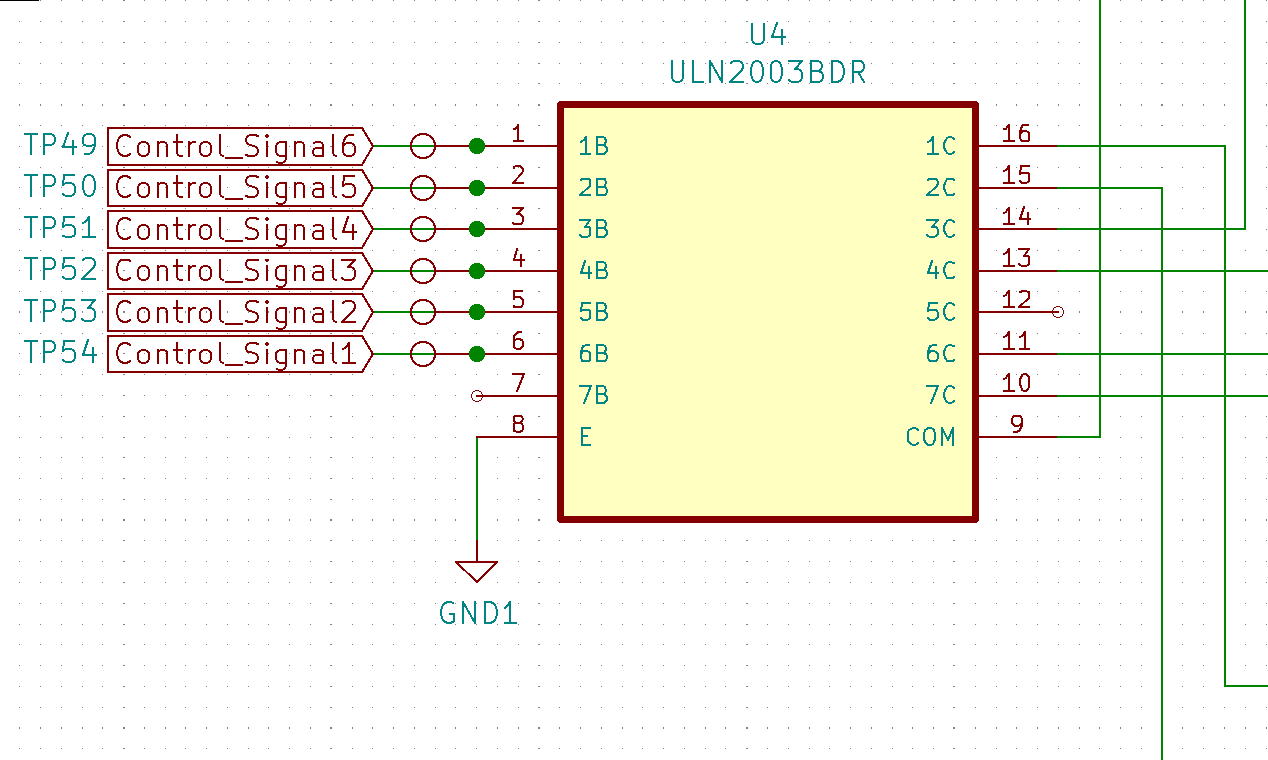 U4
ULN2003BDR
TP49 Control_Signal6 1 1B 1C 16
TP50 Control_Signal5 2 2B 2C 15
TP51 Control_Signal4 3 3B 3C 14
TP52 Control_Signal3 4 4B 4C 13
TP53 Control_Signal2 5 5B 5C 12
TP54 Control_Signal1 6 6B 6C 11
7 7B 7C 10
8 E COM 9
GND1